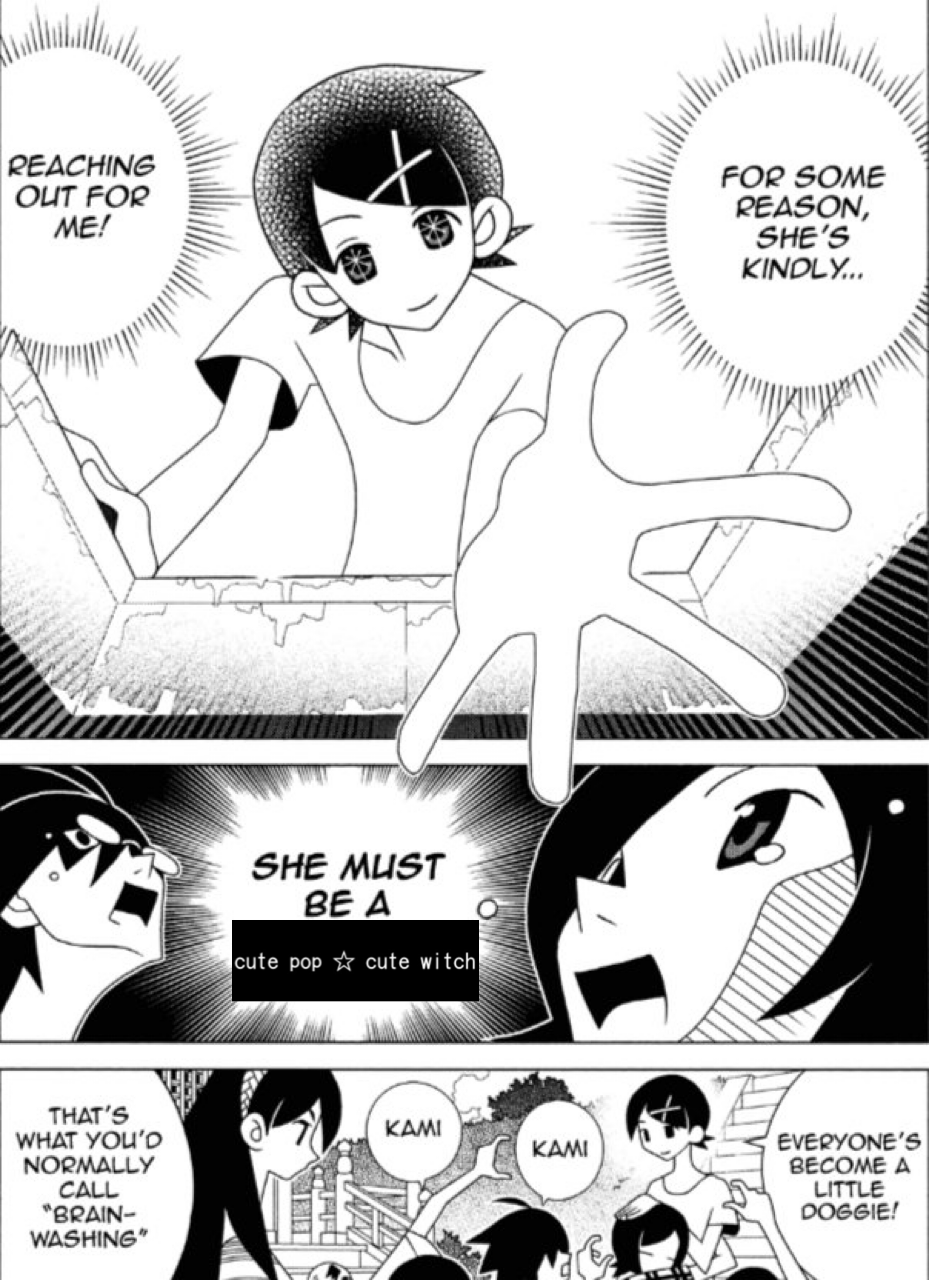 FOR SOME
REASON,
SHE'S
KINDLY...
REACHING
OUT FOR
ME!
SHE MUST
BE A
cute pop ☆ cute witch
EVERYONE'S
BECOME A
LITTLE
DOGGIE!
KAMI
KAMI
THAT'S
WHAT YOU'D
NORMALLY
CALL
"BRAIN-
WASHING"